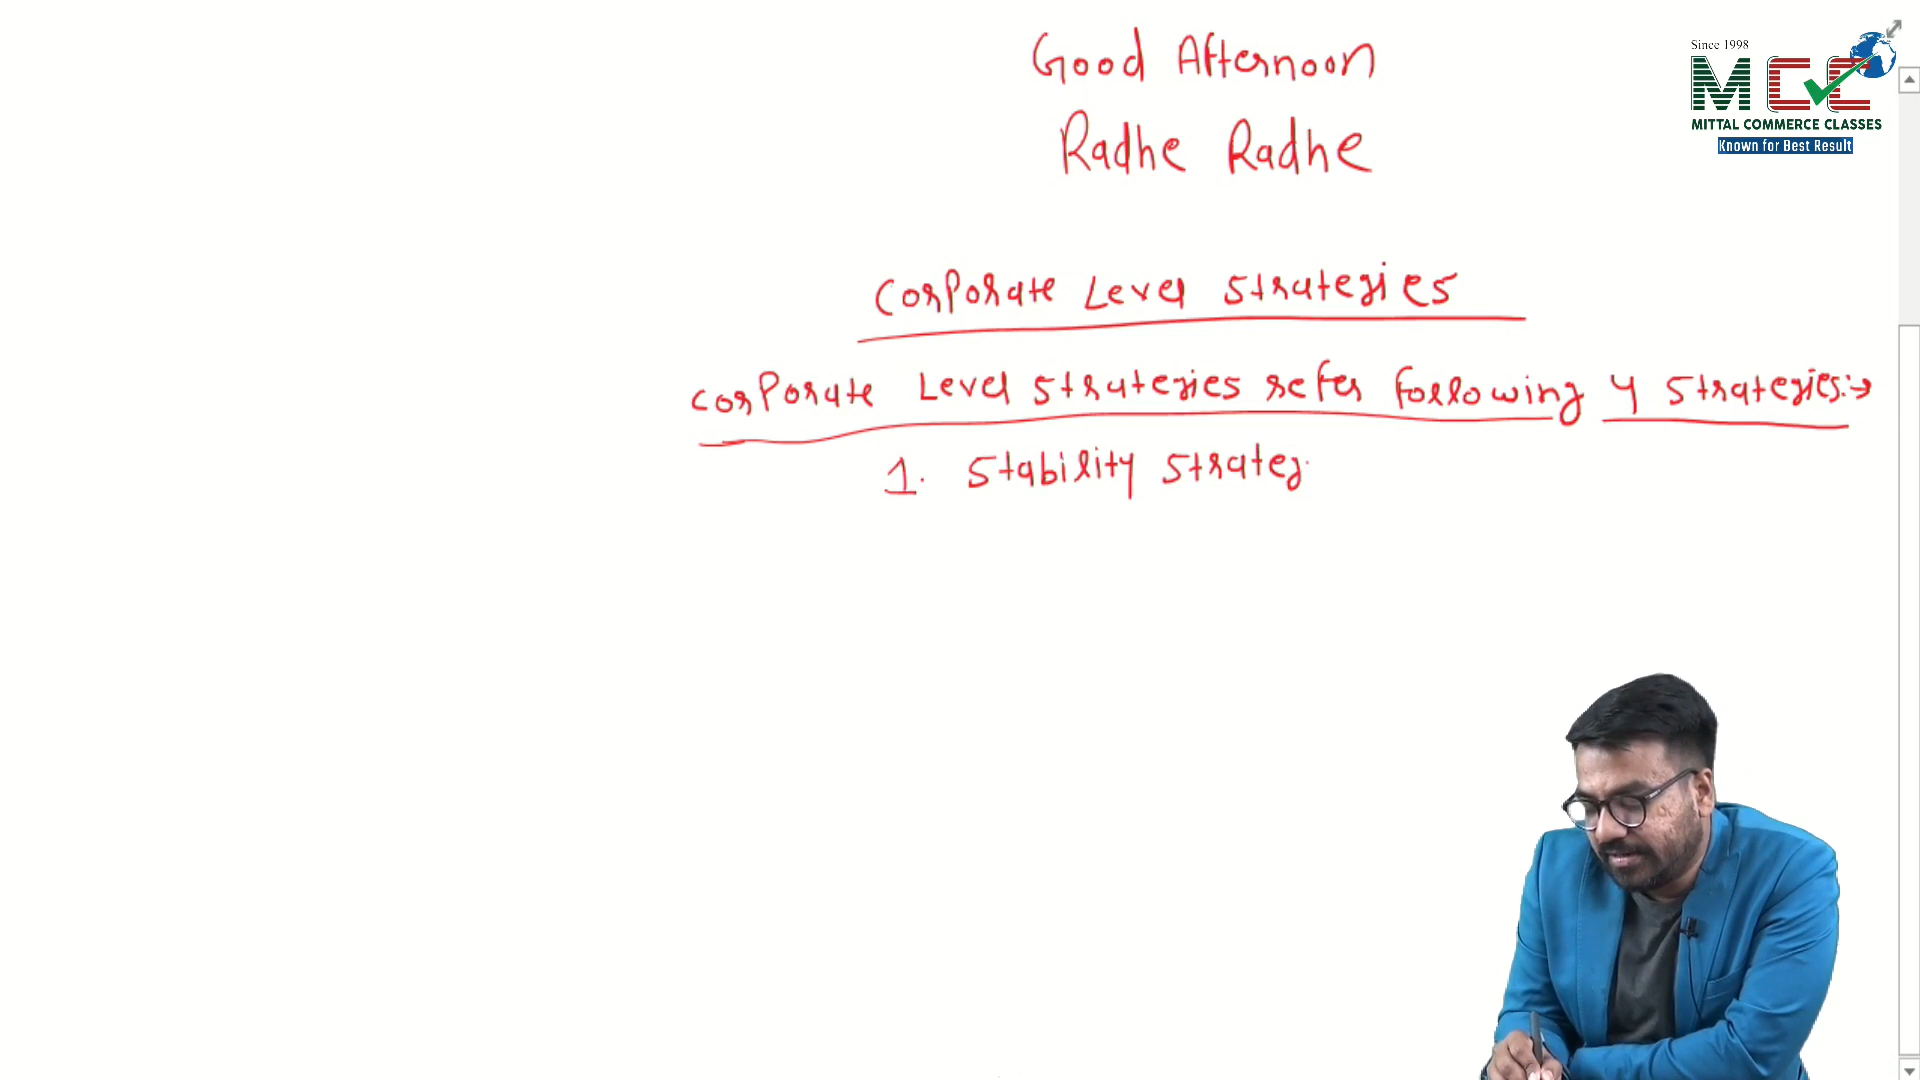 Good Afternoon
Radhe Radhe
Since 1998
MCC
MITTAL COMMERCE CLASSES
Known for Best Result
Corporate Level Strategies
Corporate Level Strategies refer following 4 Strategies:→
1. Stability Strateg